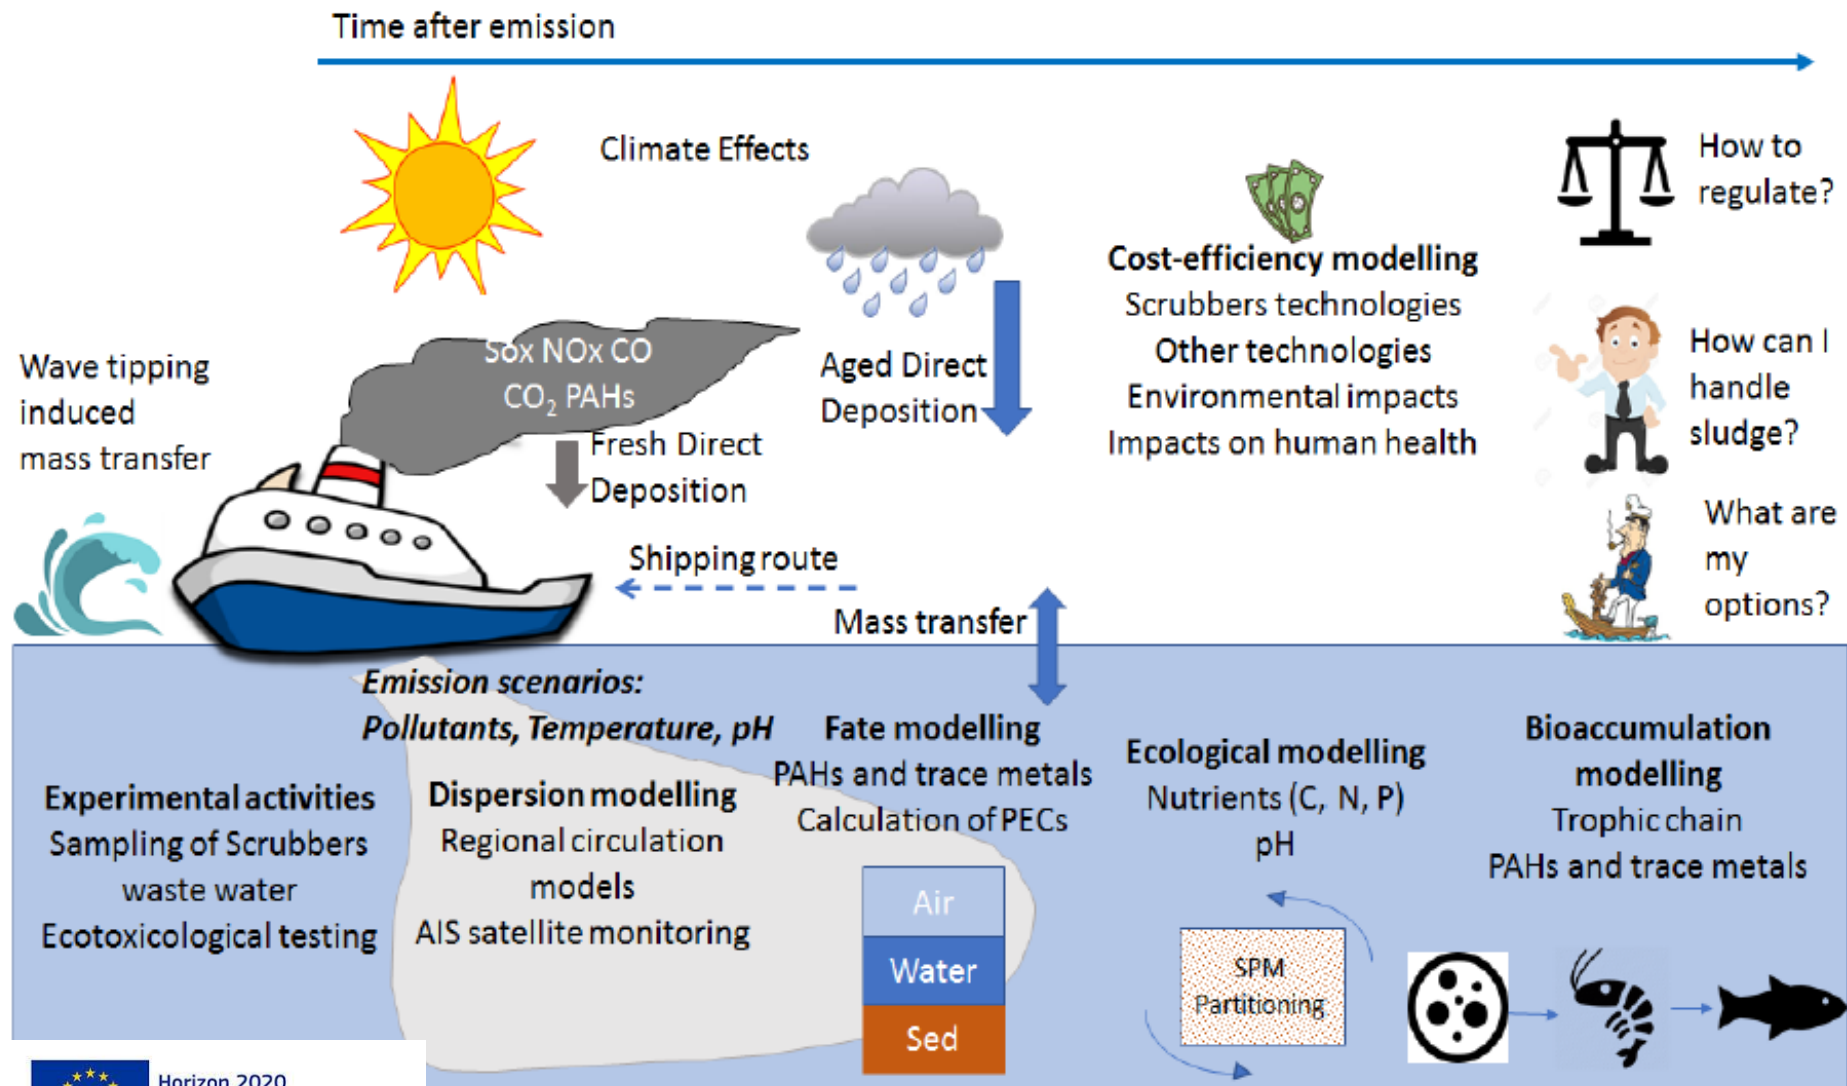 Time after emission
Climate Effects
How to
regulate?
Cost-efficiency modelling
Scrubbers technologies
Other technologies
Environmental impacts
Impacts on human health
Sox NOx CO
CO₂ PAHs
Wave tipping
induced
mass transfer
Aged Direct
Deposition
How can I
handle
sludge?
Fresh Direct
Deposition
What are
my
options?
Shipping route
Mass transfer
Emission scenarios:
Pollutants, Temperature, pH
Experimental activities
Sampling of Scrubbers
waste water
Ecotoxicological testing
Dispersion modelling
Regional circulation
models
AIS satellite monitoring
Fate modelling
PAHs and trace metals
Calculation of PECs
Air
Water
Sed
Ecological modelling
Nutrients (C, N, P)
pH
SPM
Partitioning
Bioaccumulation
modelling
Trophic chain
PAHs and trace metals
Horizon 2020